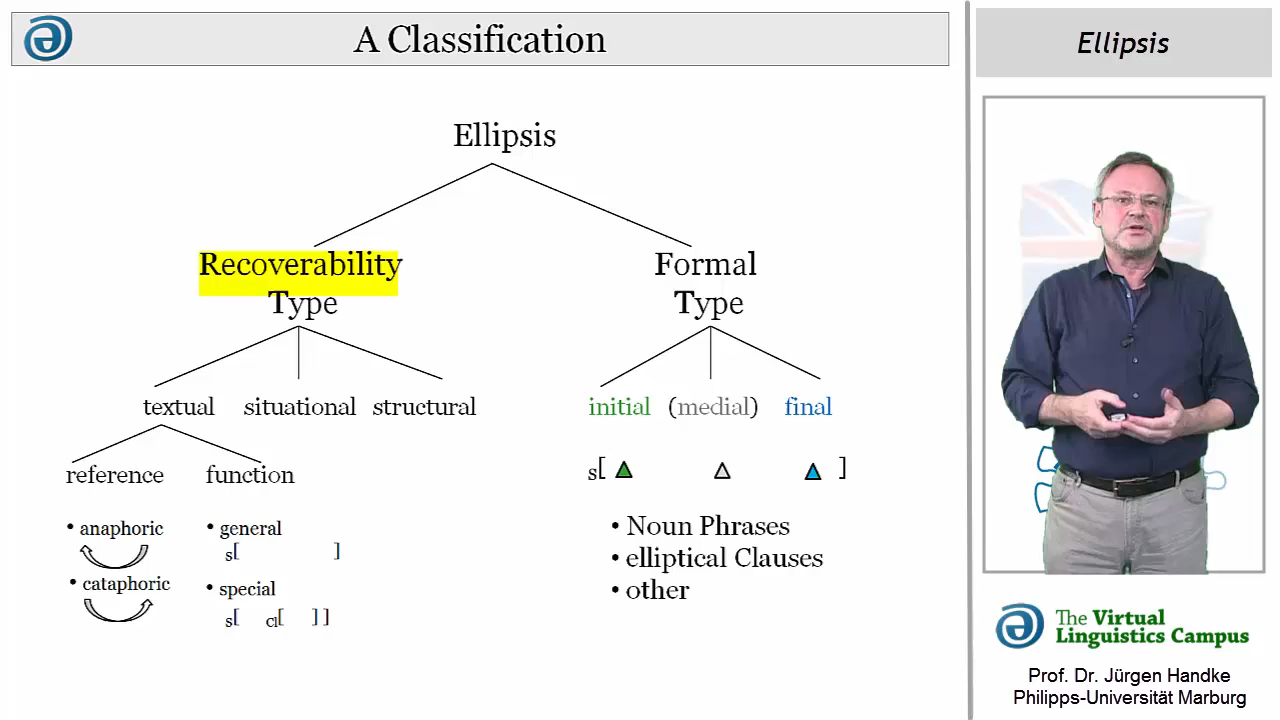 A Classification
Ellipsis
Ellipsis
Recoverability
Type
Formal
Type
textual situational structural
initial (medial) final
reference function
s[ ]
• anaphoric
• cataphoric
• general
s[ ]
• special
s[ Cl[ ] ]
• Noun Phrases
• elliptical Clauses
• other
The Virtual
Linguistics Campus
Prof. Dr. Jürgen Handke
Philipps-Universität Marburg